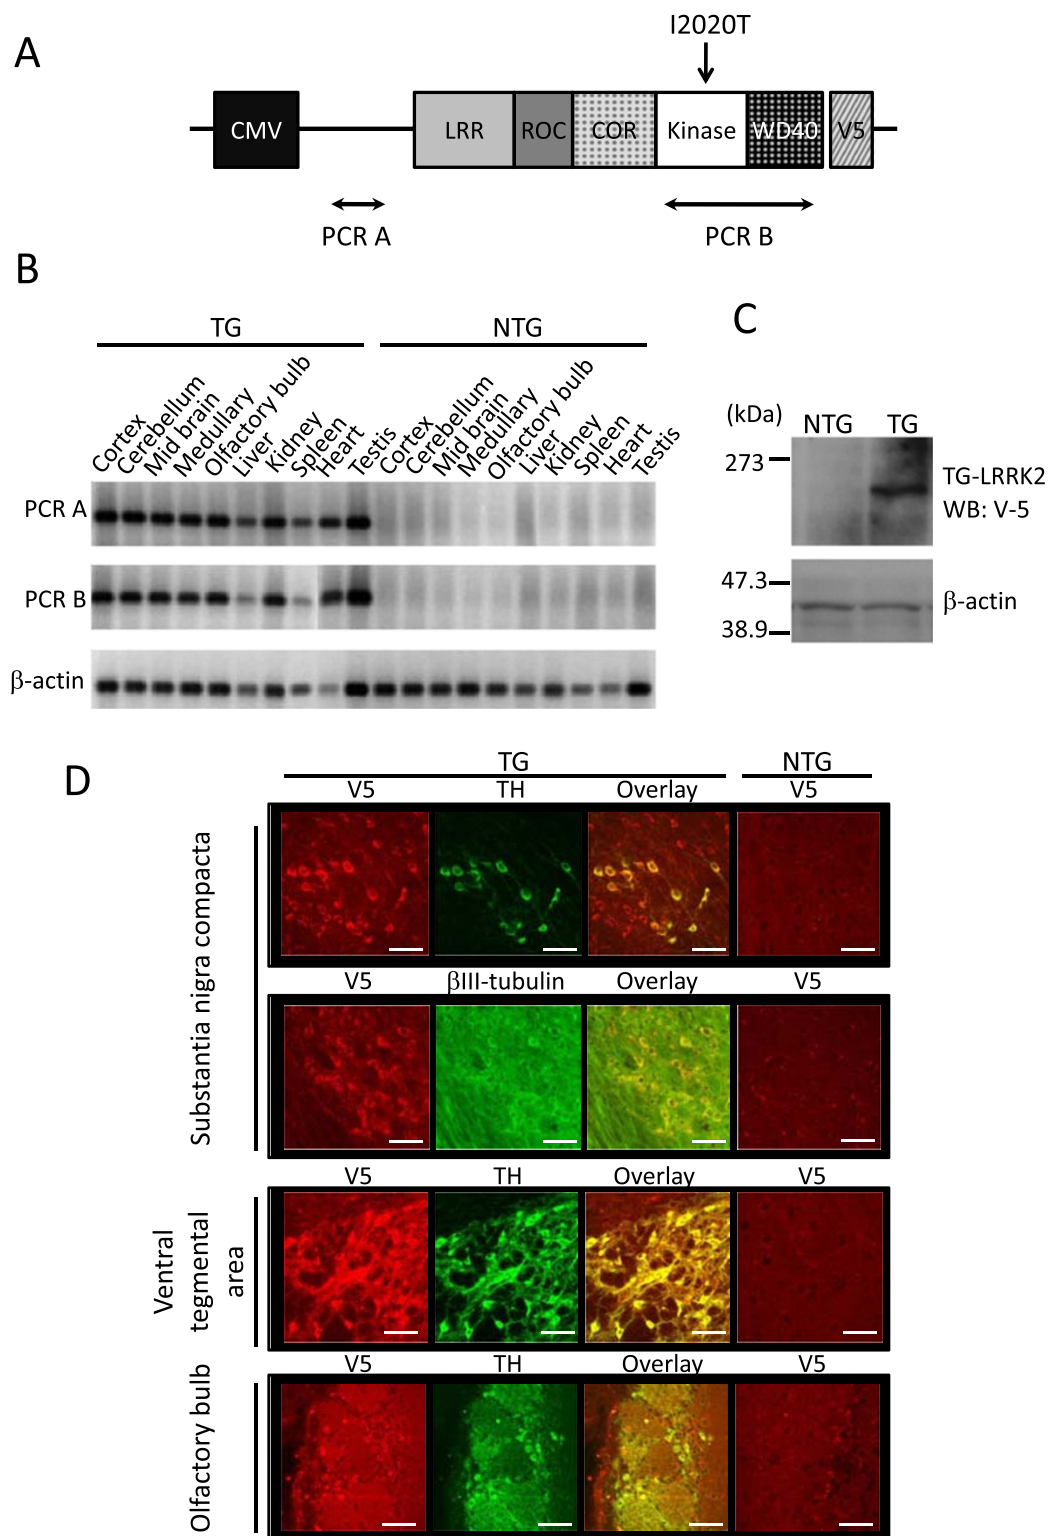 A
I2020T
CMV
LRR
ROC
COR
Kinase
WD40
V5
PCR A
PCR B
B
TG
NTG
Cortex
Cerebellum
Mid brain
Medullary
Olfactory bulb
Liver
Kidney
Spleen
Heart
Testis
Cortex
Cerebellum
Mid brain
Medullary
Olfactory bulb
Liver
Kidney
Spleen
Heart
Testis
PCR A
PCR B
β-actin
C
(kDa)
NTG
TG
273
TG-LRRK2
WB: V-5
47.3
38.9
β-actin
D
TG
NTG
V5
TH
Overlay
V5
Substantia nigra compacta
V5
βIII-tubulin
Overlay
V5
V5
TH
Overlay
V5
Ventral
tegmental
area
V5
TH
Overlay
V5
Olfactory bulb